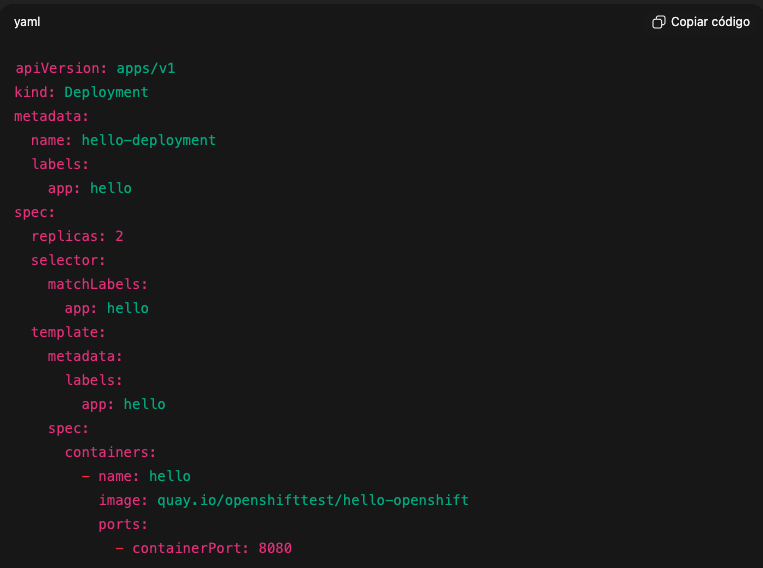 yaml
Copiar código
apiVersion: apps/v1
kind: Deployment
metadata:
  name: hello-deployment
  labels:
    app: hello
spec:
  replicas: 2
  selector:
    matchLabels:
      app: hello
  template:
    metadata:
      labels:
        app: hello
    spec:
      containers:
        - name: hello
          image: quay.io/openshifttest/hello-openshift
          ports:
            - containerPort: 8080